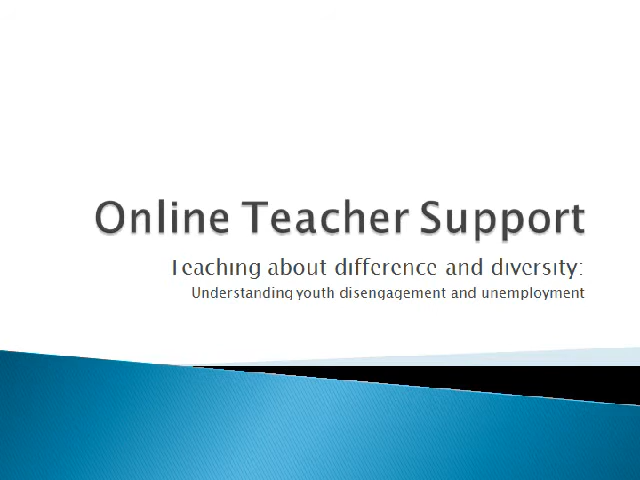 Online Teacher Support
Teaching about difference and diversity:
Understanding youth disengagement and unemployment